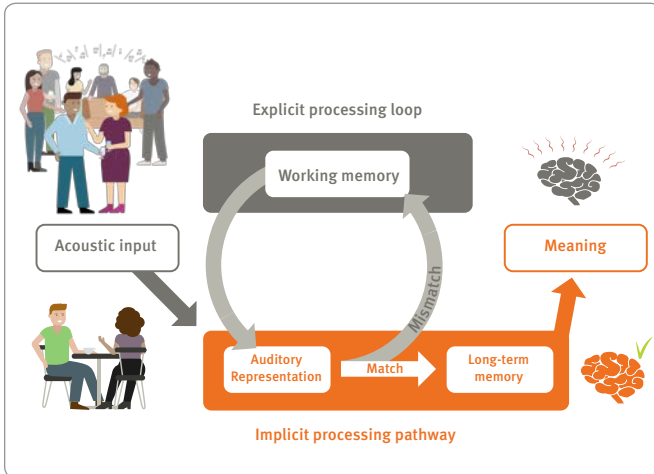 Explicit processing loop
Working memory
Acoustic input
Meaning
Mismatch
Auditory
Representation
Match
Long-term
memory
Implicit processing pathway